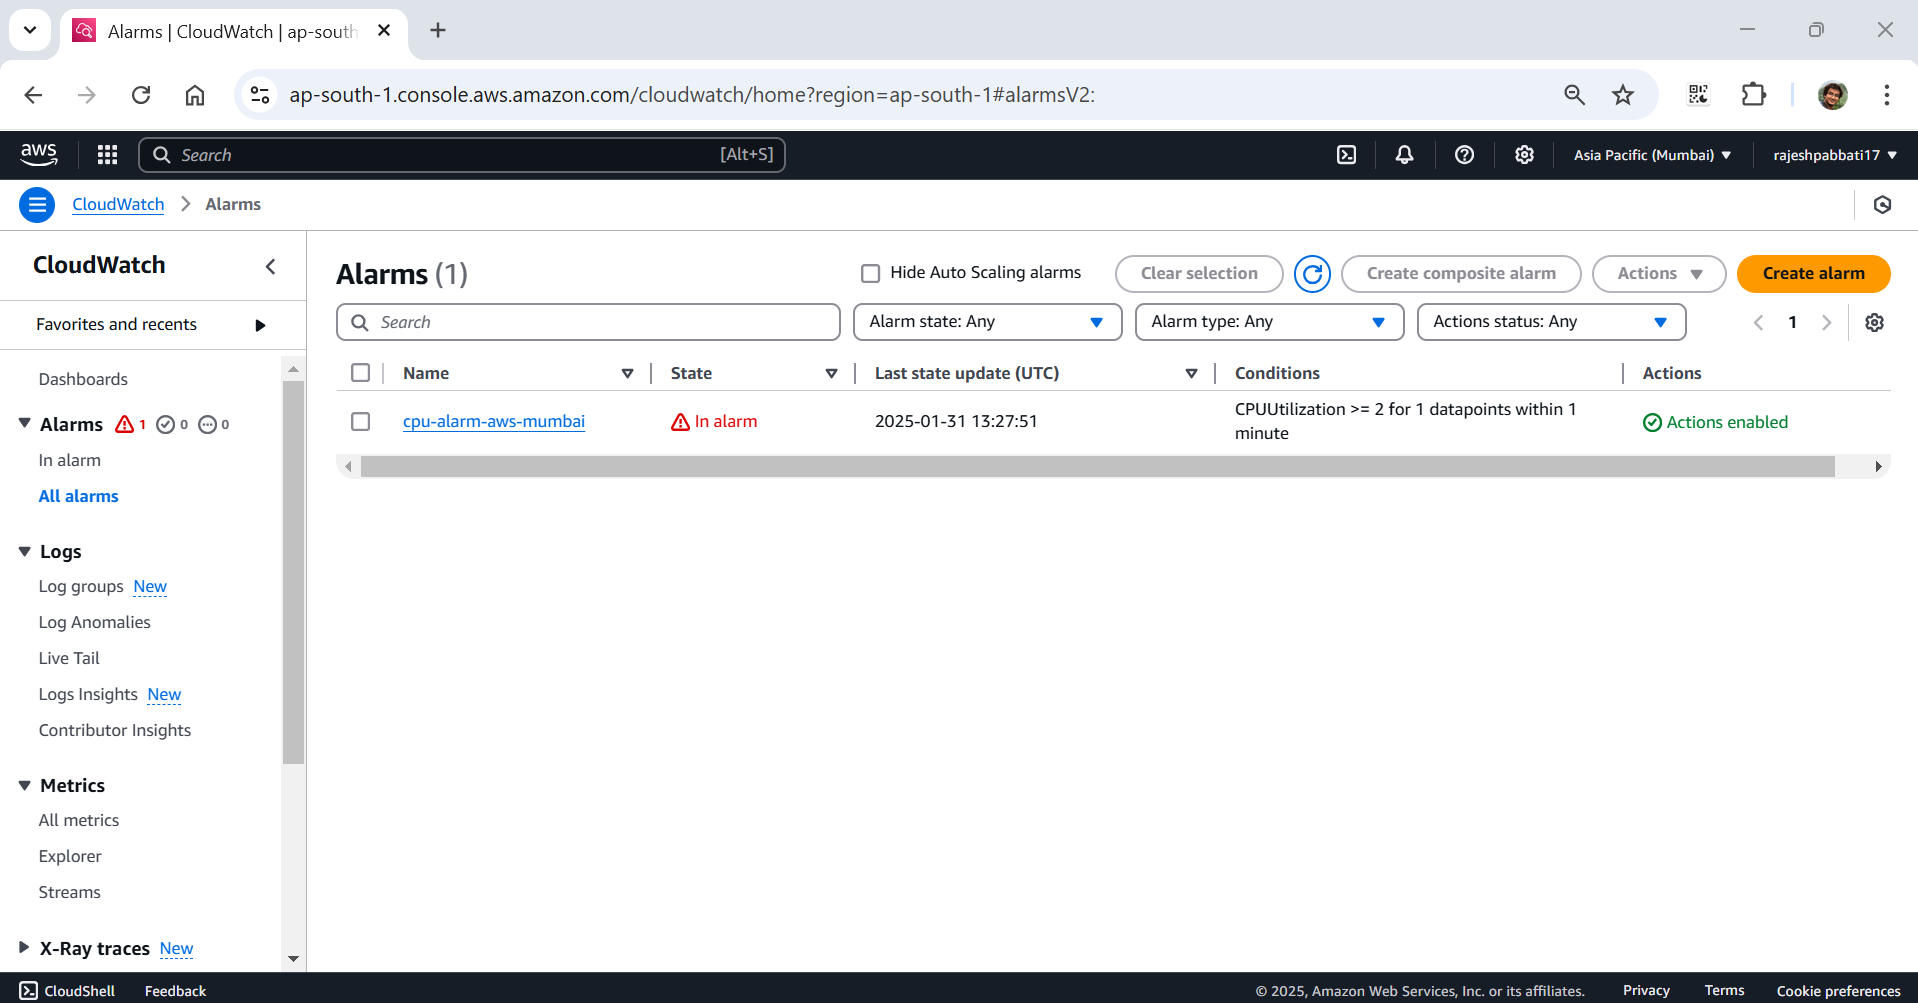 Alarms | CloudWatch | ap-south
ap-south-1.console.aws.amazon.com/cloudwatch/home?region=ap-south-1#alarmsV2:
aws
Search
[Alt+S]
Asia Pacific (Mumbai)
rajeshpabbati17
CloudWatch
Alarms
CloudWatch
Favorites and recents
Dashboards
Alarms 1 0 0
In alarm
All alarms
Logs
Log groups New
Log Anomalies
Live Tail
Logs Insights New
Contributor Insights
Metrics
All metrics
Explorer
Streams
X-Ray traces New
Alarms (1)
Hide Auto Scaling alarms
Clear selection
Create composite alarm
Actions
Create alarm
Search
Alarm state: Any
Alarm type: Any
Actions status: Any
1
Name
State
Last state update (UTC)
Conditions
Actions
cpu-alarm-aws-mumbai
In alarm
2025-01-31 13:27:51
CPUUtilization >= 2 for 1 datapoints within 1
minute
Actions enabled
CloudShell
Feedback
© 2025, Amazon Web Services, Inc. or its affiliates.
Privacy
Terms
Cookie preferences